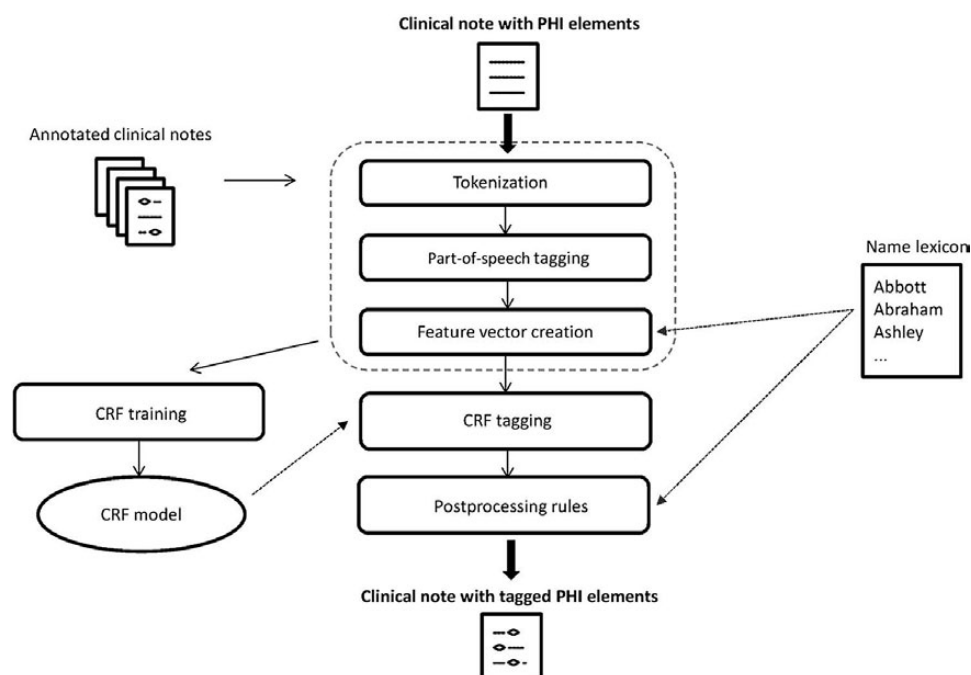 Clinical note with PHI elements
Annotated clinical notes
Tokenization
Part-of-speech tagging
Name lexicon
Abbott
Abraham
Ashley
...
Feature vector creation
CRF training
CRF tagging
CRF model
Postprocessing rules
Clinical note with tagged PHI elements